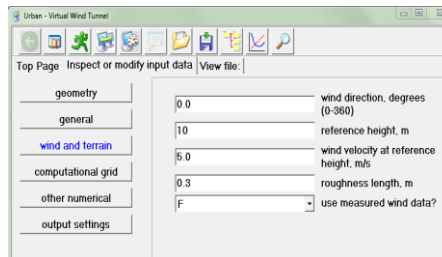 Urban - Virtual Wind Tunnel
Top Page Inspect or modify input data View file:
geometry
general
wind and terrain
computational grid
other numerical
output settings
0.0 wind direction, degrees
(0-360)
10 reference height, m
5.0 wind velocity at reference
height, m/s
0.3 roughness length, m
F use measured wind data?